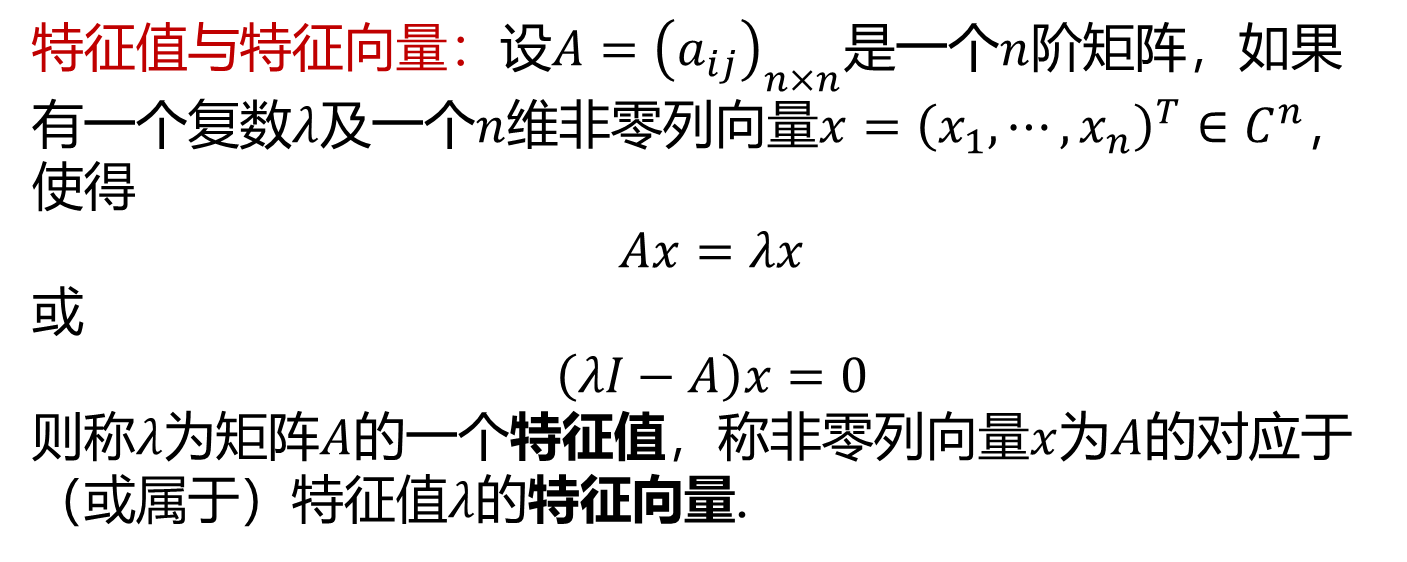 特征值与特征向量：设A = (a_{ij})_{n×n}是一个n阶矩阵，如果
有一个复数λ及一个n维非零列向量x = (x_1, ⋯ , x_n)^T ∈ C^n，
使得
Ax = λx
或
(λI − A)x = 0
则称λ为矩阵A的一个特征值，称非零列向量x为A的对应于
（或属于）特征值λ的特征向量.